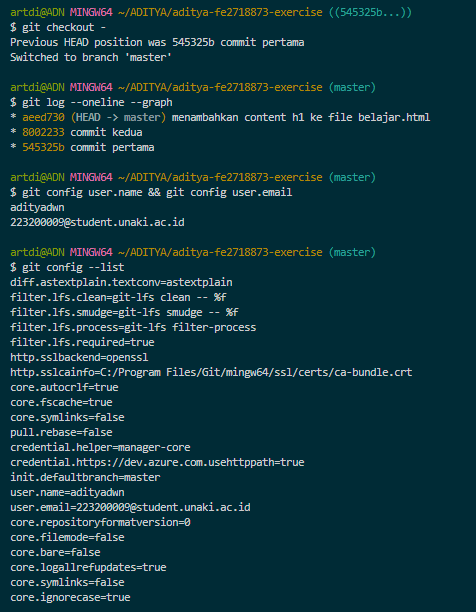 artdi@ADN MINGW64 ~/ADITYA/aditya-fe2718873-exercise ((545325b...))
$ git checkout -
Previous HEAD position was 545325b commit pertama
Switched to branch 'master'
artdi@ADN MINGW64 ~/ADITYA/aditya-fe2718873-exercise (master)
$ git log --oneline --graph
* aeed730 (HEAD -> master) menambahkan content h1 ke file belajar.html
* 8002233 commit kedua
* 545325b commit pertama
artdi@ADN MINGW64 ~/ADITYA/aditya-fe2718873-exercise (master)
$ git config user.name && git config user.email
adityadwn
223200009@student.unaki.ac.id
artdi@ADN MINGW64 ~/ADITYA/aditya-fe2718873-exercise (master)
$ git config --list
diff.astextplain.textconv=astextplain
filter.lfs.clean=git-lfs clean -- %f
filter.lfs.smudge=git-lfs smudge -- %f
filter.lfs.process=git-lfs filter-process
filter.lfs.required=true
http.sslbackend=openssl
http.sslcainfo=C:/Program Files/Git/mingw64/ssl/certs/ca-bundle.crt
core.autocrlf=true
core.fscache=true
core.symlinks=false
pull.rebase=false
credential.helper=manager-core
credential.https://dev.azure.com.usehttppath=true
init.defaultbranch=master
user.name=adityadwn
user.email=223200009@student.unaki.ac.id
core.repositoryformatversion=0
core.filemode=false
core.bare=false
core.logallrefupdates=true
core.symlinks=false
core.ignorecase=true